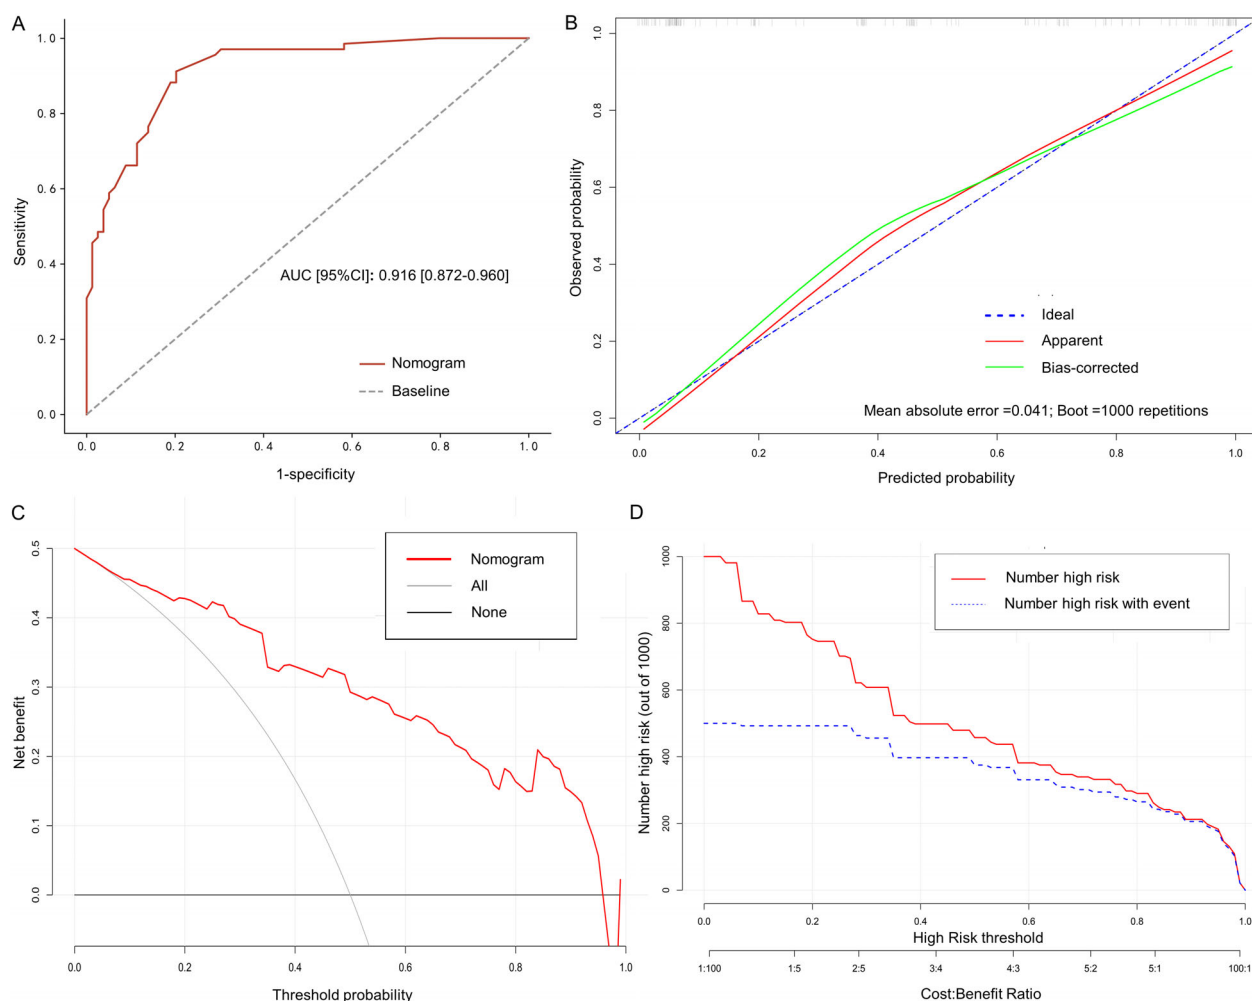 A
1.0
0.8
0.6
0.4
0.2
0.0
Sensitivity
AUC [95%CI]: 0.916 [0.872-0.960]
Nomogram
Baseline
0.0 0.2 0.4 0.6 0.8 1.0
1-specificity
B
1.0
0.8
0.6
0.4
0.2
0.0
Observed probability
Ideal
Apparent
Bias-corrected
Mean absolute error =0.041; Boot =1000 repetitions
0.0 0.2 0.4 0.6 0.8 1.0
Predicted probability
C
0.5
0.4
0.3
0.2
0.1
0.0
Net benefit
Nomogram
All
None
0.0 0.2 0.4 0.6 0.8 1.0
Threshold probability
D
1000
800
600
400
200
0
Number high risk (out of 1000)
Number high risk
Number high risk with event
0.0 0.2 0.4 0.6 0.8 1.0
High Risk threshold
1:100 1:5 2:5 3:4 4:3 5:2 5:1 100:1
Cost:Benefit Ratio